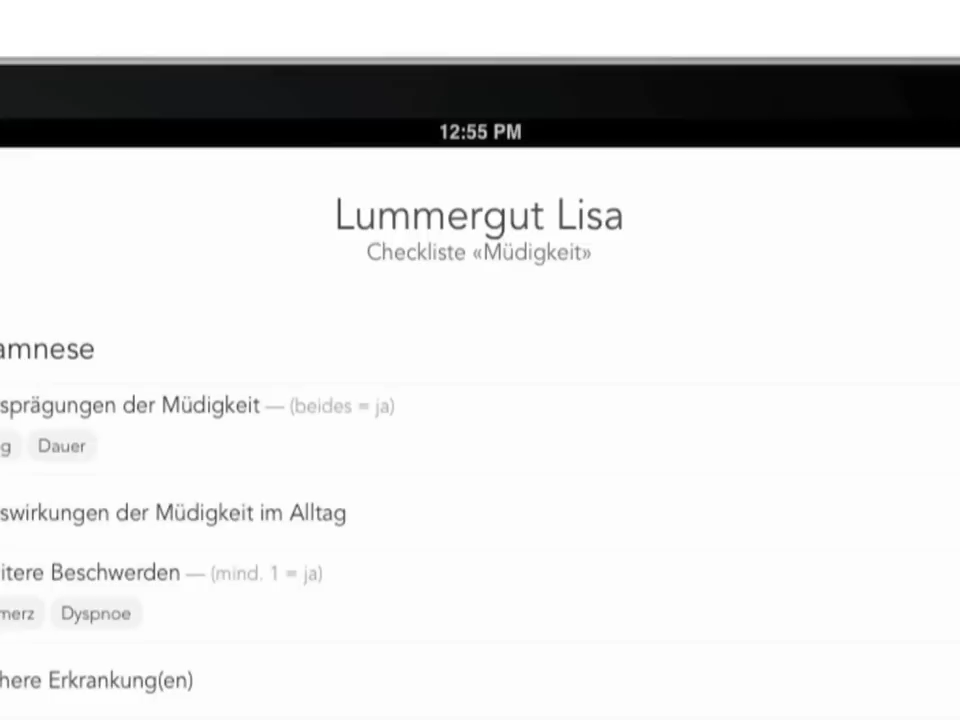 12:55 PM
Lummergut Lisa
Checkliste «Müdigkeit»
amnese
sprägungen der Müdigkeit — (beides = ja)
g Dauer
swirkungen der Müdigkeit im Alltag
itere Beschwerden — (mind. 1 = ja)
merz Dyspnoe
here Erkrankung(en)